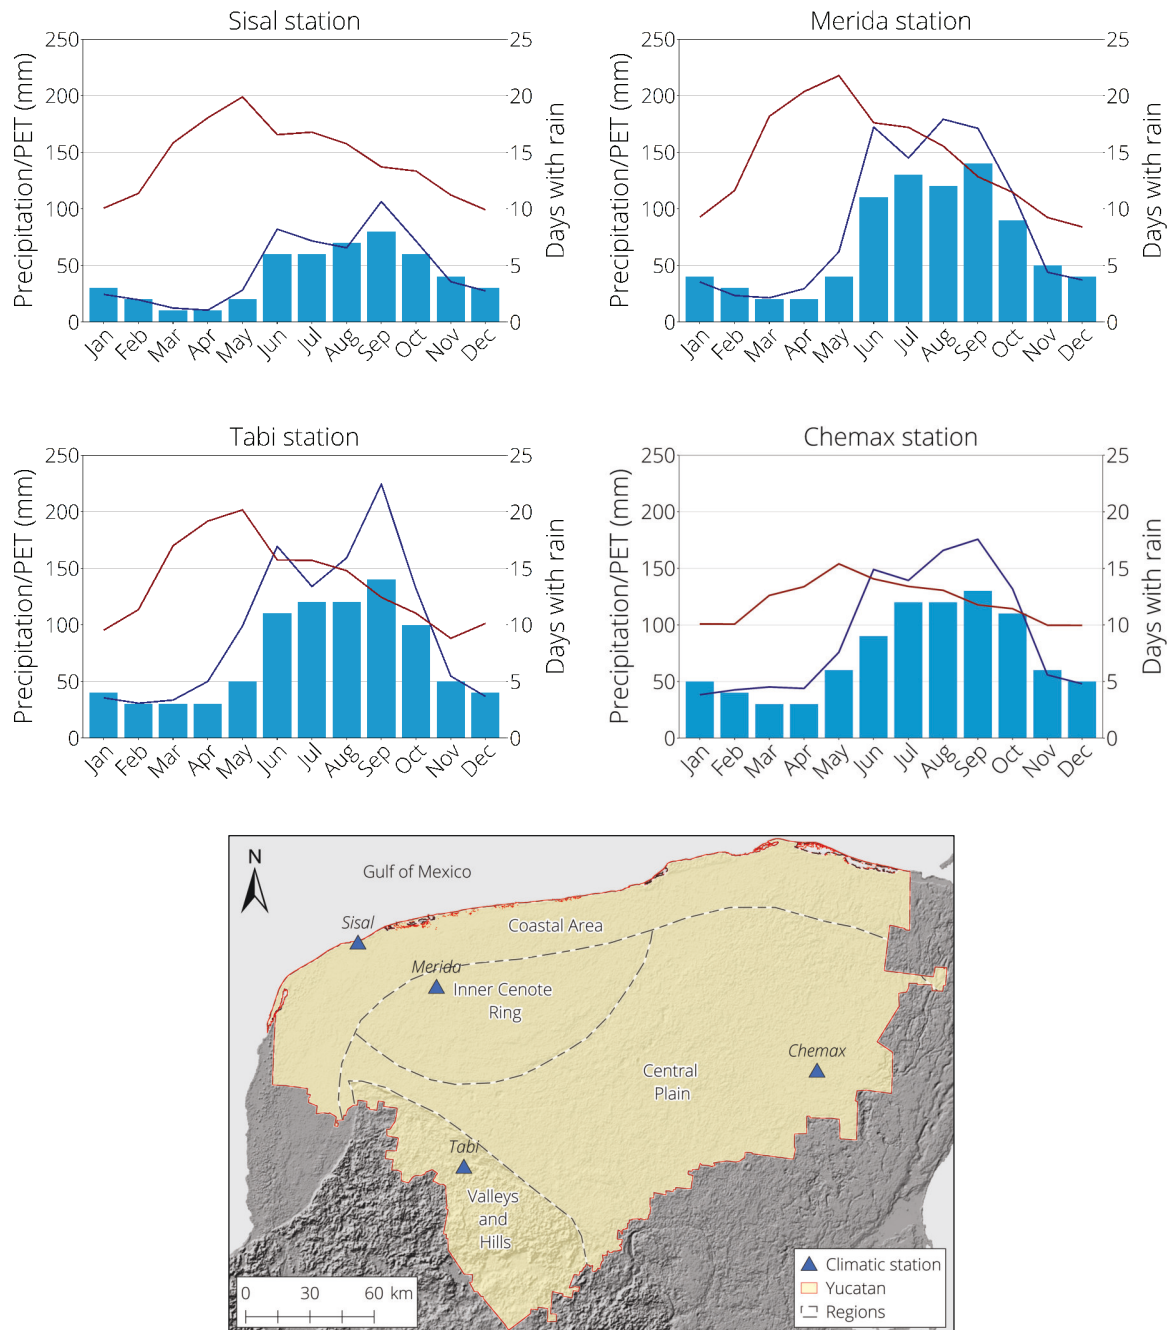 Sisal station
Precipitation/PET (mm)
250
200
150
100
50
0
25
20
15
10
5
0
Days with rain
Jan Feb Mar Apr May Jun Jul Aug Sep Oct Nov Dec
Merida station
Precipitation/PET (mm)
250
200
150
100
50
0
25
20
15
10
5
0
Days with rain
Jan Feb Mar Apr May Jun Jul Aug Sep Oct Nov Dec
Tabi station
Precipitation/PET (mm)
250
200
150
100
50
0
25
20
15
10
5
0
Days with rain
Jan Feb Mar Apr May Jun Jul Aug Sep Oct Nov Dec
Chemax station
Precipitation/PET (mm)
250
200
150
100
50
0
25
20
15
10
5
0
Days with rain
Jan Feb Mar Apr May Jun Jul Aug Sep Oct Nov Dec
N
Gulf of Mexico
Sisal
Coastal Area
Merida
Inner Cenote
Ring
Chemax
Central
Plain
Tabi
Valleys
and
Hills
0 30 60 km
Climatic station
Yucatan
Regions